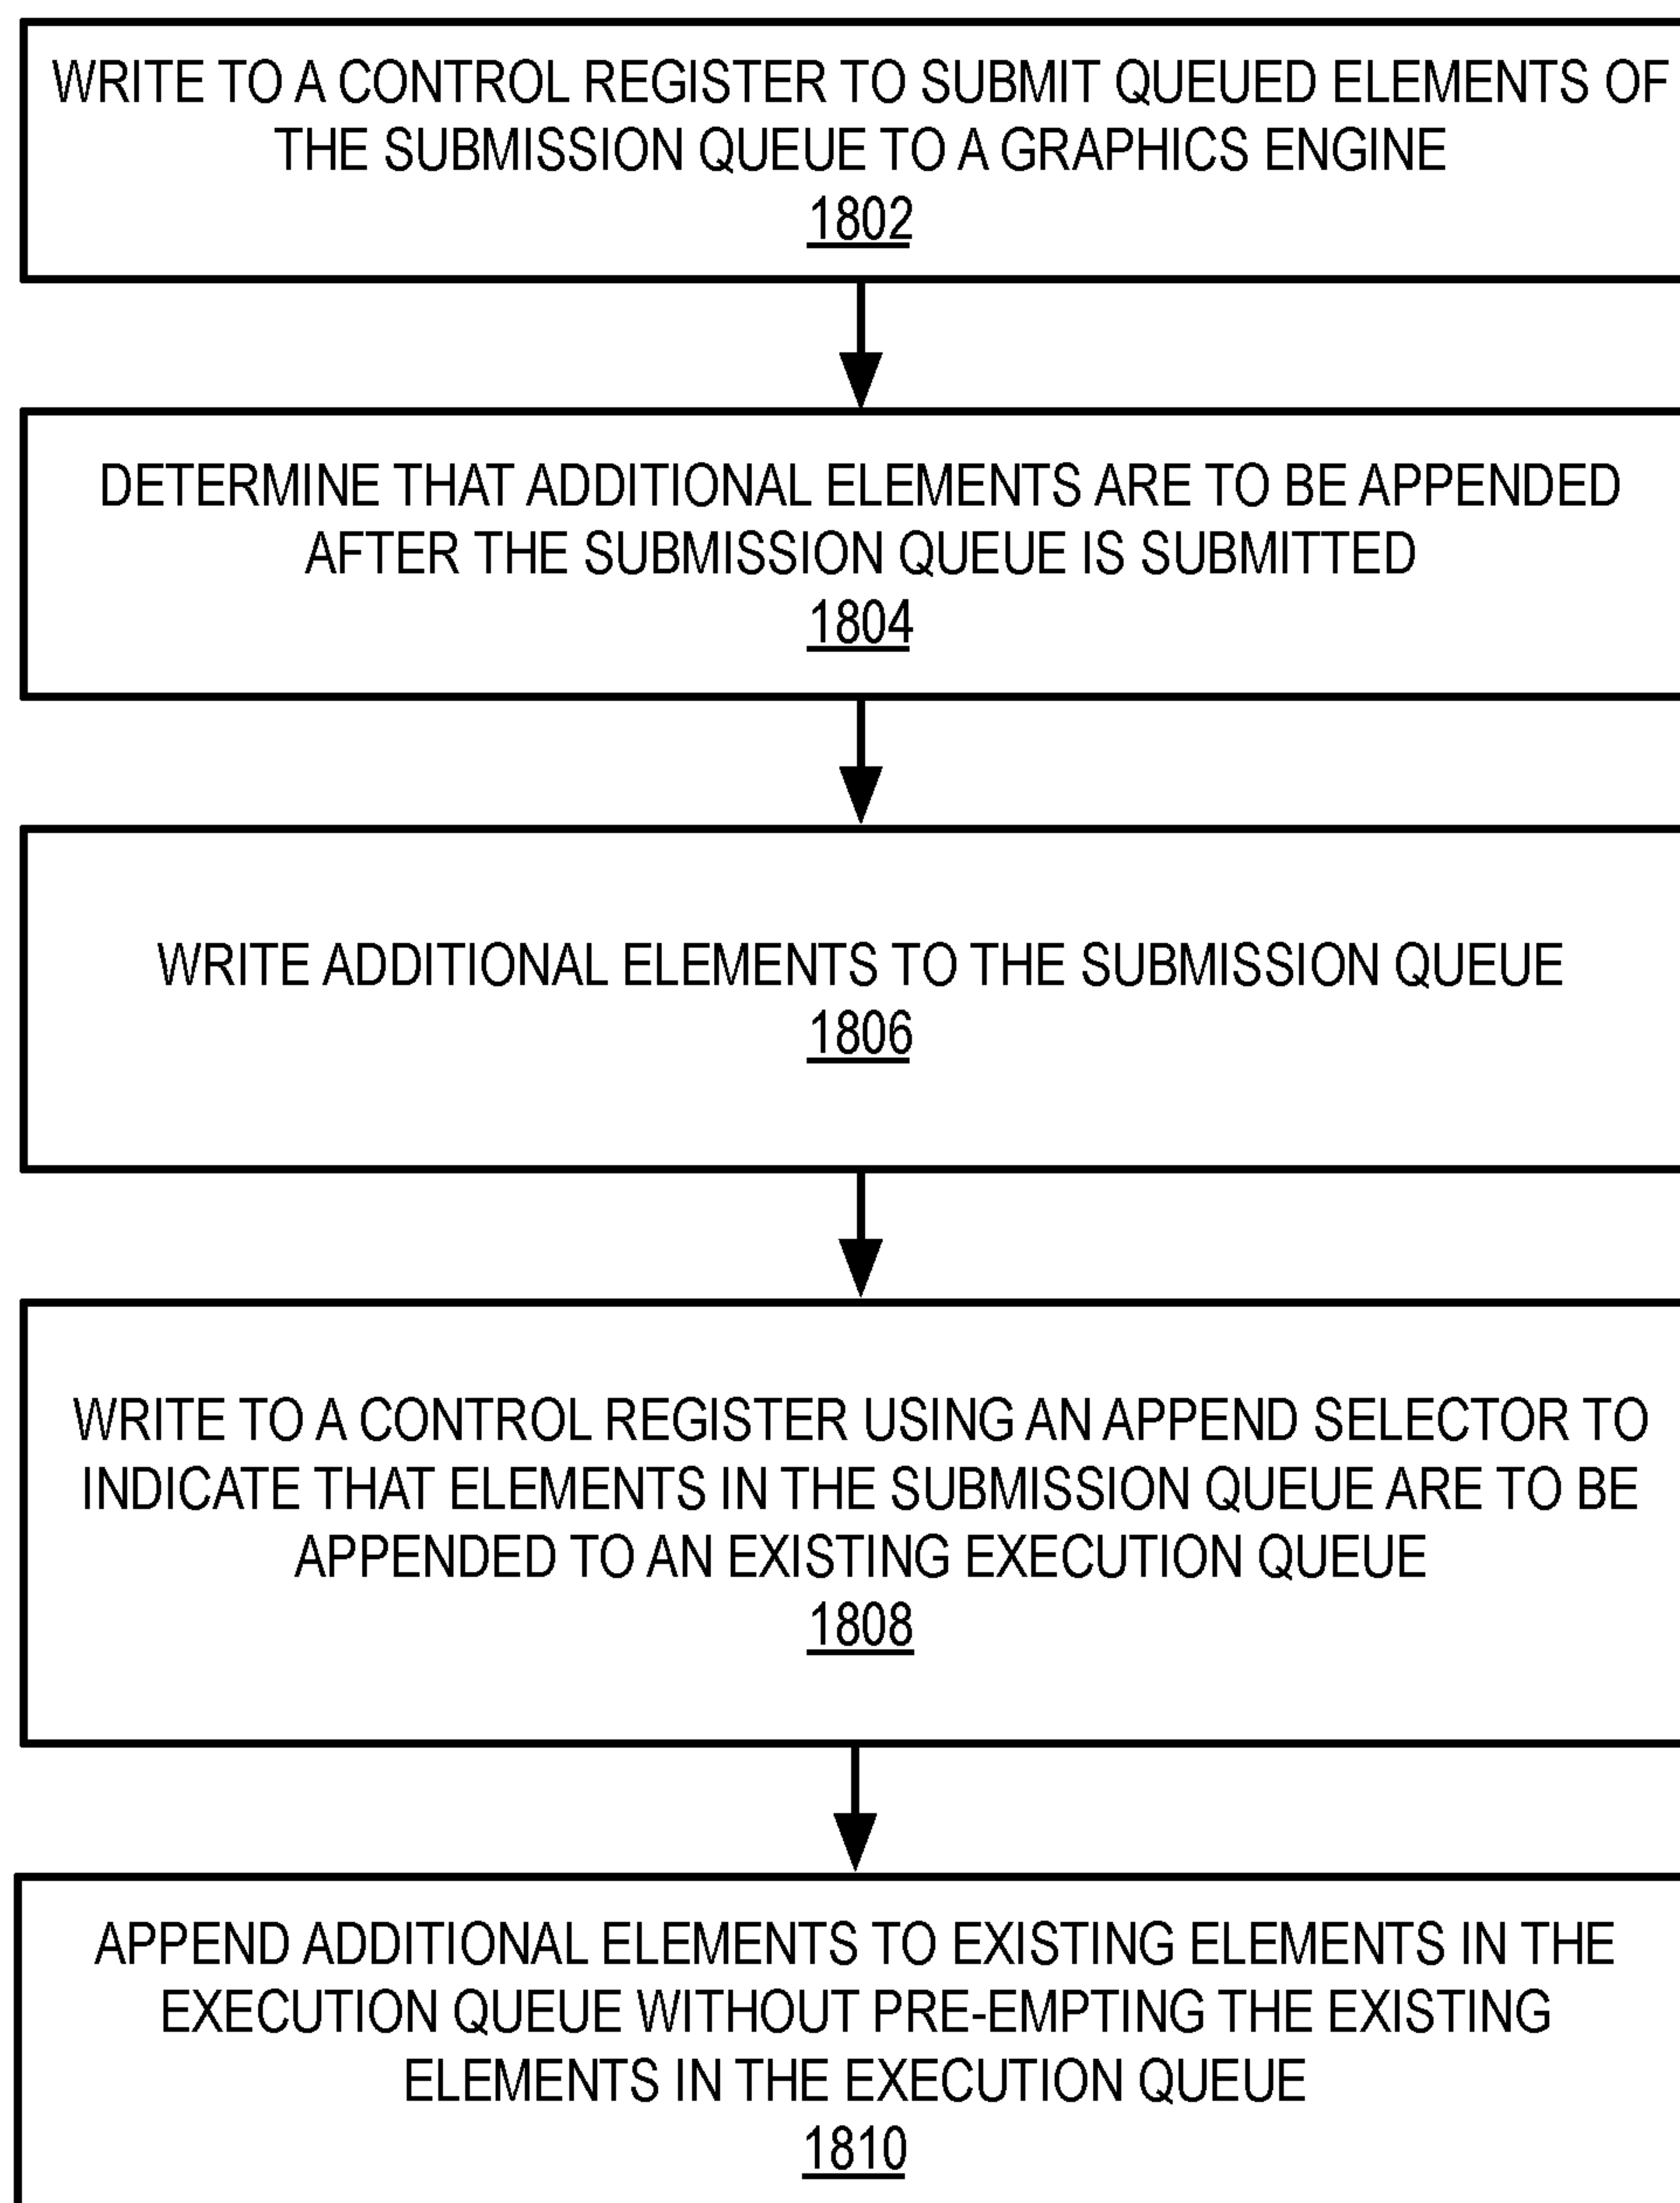 WRITE TO A CONTROL REGISTER TO SUBMIT QUEUED ELEMENTS OF
THE SUBMISSION QUEUE TO A GRAPHICS ENGINE
1802
DETERMINE THAT ADDITIONAL ELEMENTS ARE TO BE APPENDED
AFTER THE SUBMISSION QUEUE IS SUBMITTED
1804
WRITE ADDITIONAL ELEMENTS TO THE SUBMISSION QUEUE
1806
WRITE TO A CONTROL REGISTER USING AN APPEND SELECTOR TO
INDICATE THAT ELEMENTS IN THE SUBMISSION QUEUE ARE TO BE
APPENDED TO AN EXISTING EXECUTION QUEUE
1808
APPEND ADDITIONAL ELEMENTS TO EXISTING ELEMENTS IN THE
EXECUTION QUEUE WITHOUT PRE-EMPTING THE EXISTING
ELEMENTS IN THE EXECUTION QUEUE
1810